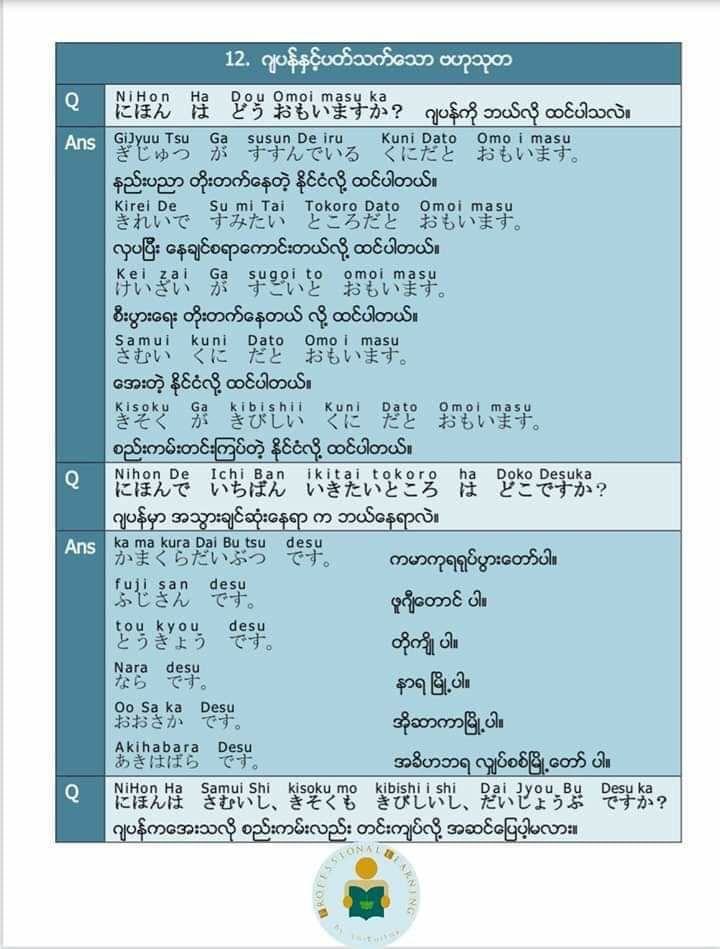 12. ဂျပန်နှင့်ပတ်သက်သော ဗဟုသုတ
Q
NiHon Ha Dou Omoi masu ka
にほん は どう おもいますか? ဂျပန်ကို ဘယ်လို ထင်ပါသလဲ။
Ans
GiJyuu Tsu Ga susun De iru Kuni Dato Omo i masu
ぎじゅつ が すすんでいる くにだと おもいます。
နည်းပညာ တိုးတက်နေတဲ့ နိုင်ငံလို့ ထင်ပါတယ်။
Kirei De Su mi Tai Tokoro Dato Omoi masu
きれいで すみたい ところだと おもいます。
လှပပြီး နေချင်စရာကောင်းတယ်လို့ ထင်ပါတယ်။
Kei zai Ga sugoi to omoi masu
けいざい が すごいと おもいます。
စီးပွားရေး တိုးတက်နေတယ် လို့ ထင်ပါတယ်။
Samui kuni Dato Omo i masu
さむい くに だと おもいます。
အေးတဲ့ နိုင်ငံလို့ ထင်ပါတယ်။
Kisoku Ga kibishii Kuni Dato Omoi masu
きそく が きびしい くに だと おもいます。
စည်းကမ်းတင်းကြပ်တဲ့ နိုင်ငံလို့ ထင်ပါတယ်။
Q
Nihon De Ichi Ban ikitai tokoro ha Doko Desuka
にほんで いちばん いきたいところ は どこですか?
ဂျပန်မှာ အသွားချင်ဆုံးနေရာ က ဘယ်နေရာလဲ။
Ans
ka ma kura Dai Bu tsu desu
かまくらだいぶつ です。 ကမာကုရရုပ်ပွားတော်ပါ။
fuji san desu
ふじさん です。 ဖူဂျီတောင် ပါ။
tou kyou desu
とうきょう です。 တိုကျို ပါ။
Nara desu
なら です。 နာရ မြို့ပါ။
Oo Sa ka Desu
おおさか です。 အိုဆာကာမြို့ပါ။
Akihabara Desu
あきはばら です。 အခိဟာဘရ လျှပ်စစ်မြို့တော် ပါ။
Q
NiHon Ha Samui Shi kisoku mo kibishi i shi Dai Jyou Bu Desu ka
にほんは さむいし、きそくも きびしいし、だいじょうぶ ですか?
ဂျပန်ကအေးသလို စည်းကမ်းလည်း တင်းကျပ်လို့ အဆင်ပြေပါ့မလား။
PROFESSIONAL LEARNING